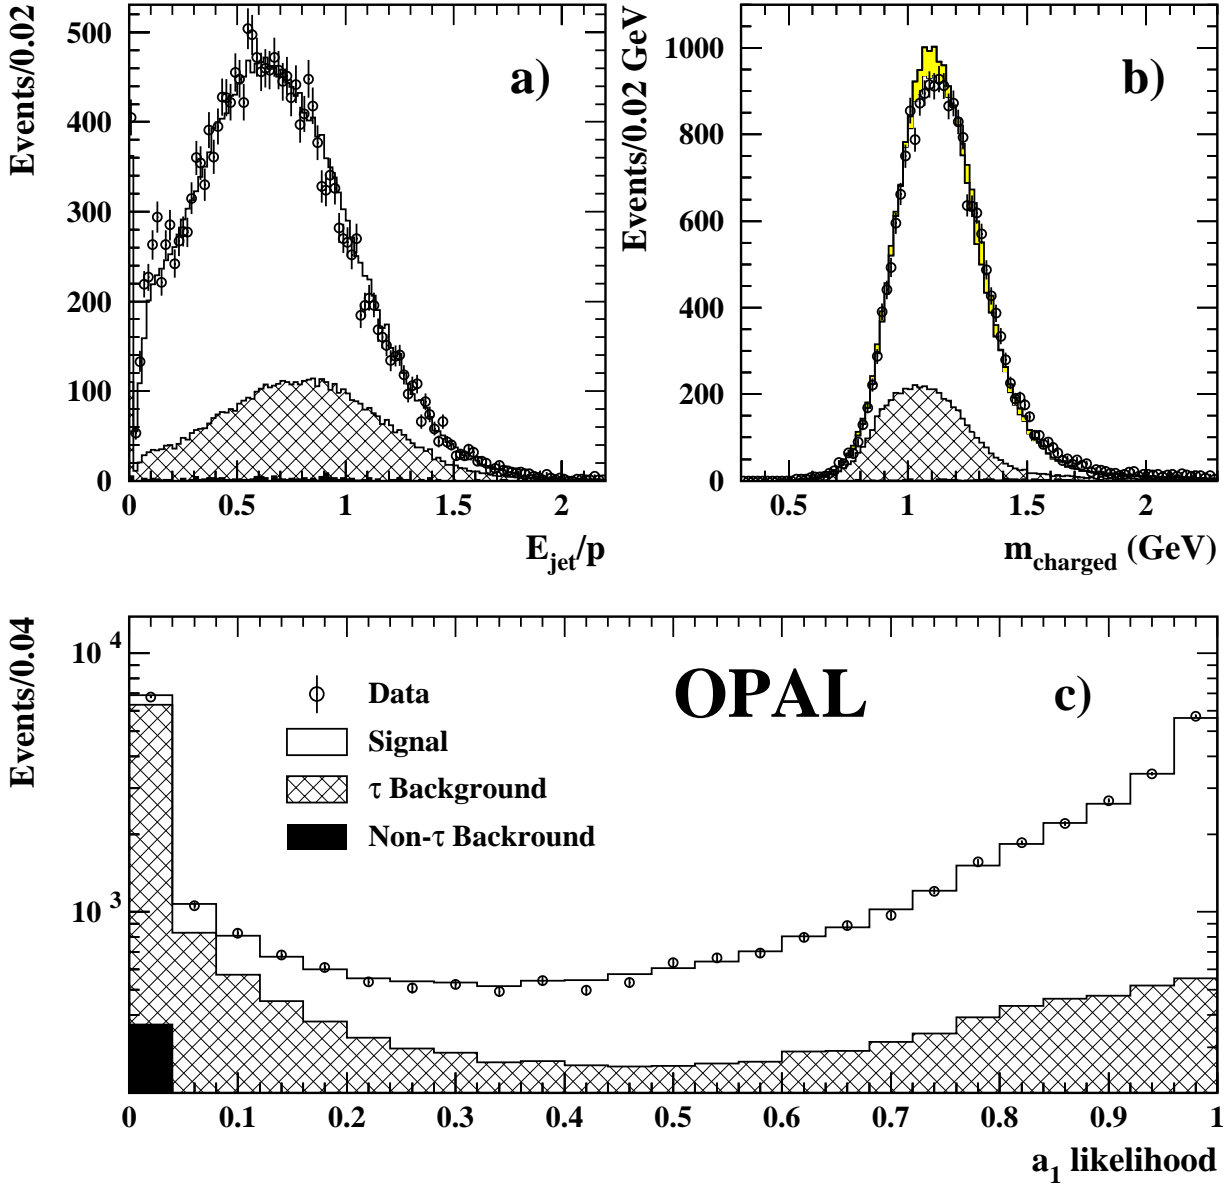 Events/0.02
500
400
300
200
100
0
a)
0 0.5 1 1.5 2
E_jet/p
Events/0.02 GeV
1000
800
600
400
200
0
b)
0.5 1 1.5 2
m_charged (GeV)
Events/0.04
10^4
10^3
Data
Signal
τ Background
Non-τ Backround
OPAL
c)
0 0.1 0.2 0.3 0.4 0.5 0.6 0.7 0.8 0.9 1
a_1 likelihood